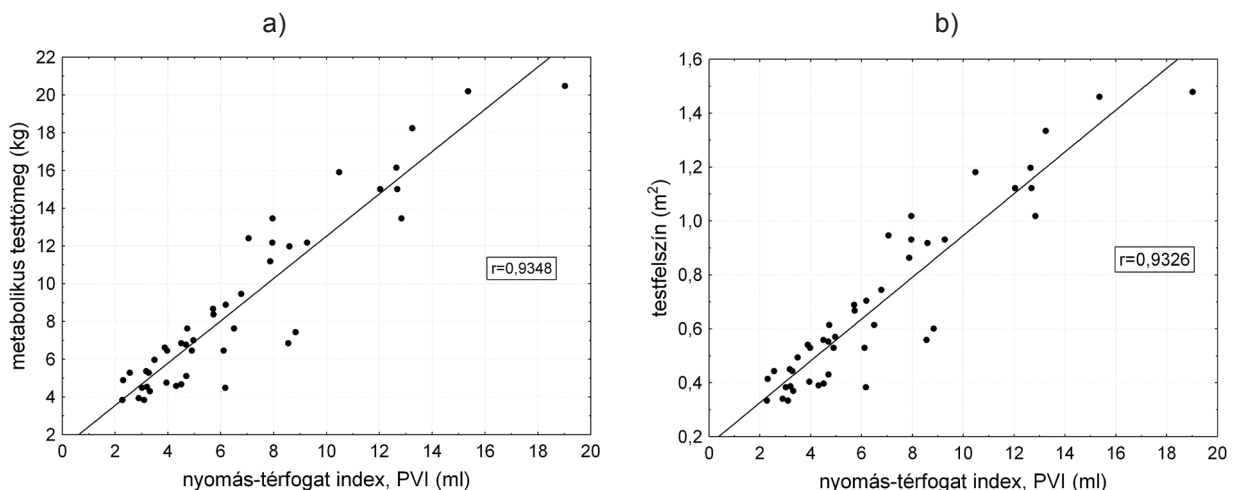 a)
22
20
18
16
14
12
10
8
6
4
2
metabolikus testtömeg (kg)
r=0,9348
0 2 4 6 8 10 12 14 16 18 20
nyomás-térfogat index, PVI (ml)
b)
1,6
1,4
1,2
1,0
0,8
0,6
0,4
0,2
testfelszín (m²)
r=0,9326
0 2 4 6 8 10 12 14 16 18 20
nyomás-térfogat index, PVI (ml)